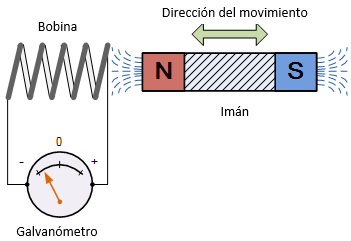 Dirección del movimiento
Bobina
N
S
Imán
0
- +
Galvanómetro